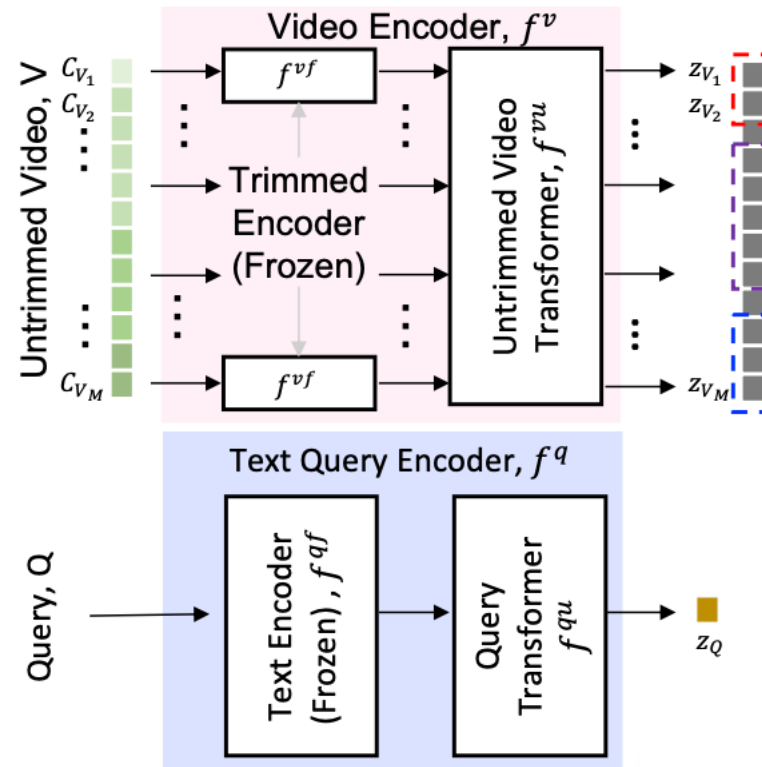 Video Encoder, f^v
Untrimmed Video, V
C_{V_1}
C_{V_2}
C_{V_M}
f^{vf}
Trimmed
Encoder
(Frozen)
f^{vf}
Untrimmed Video
Transformer, f^{vu}
z_{V_1}
z_{V_2}
z_{V_M}
Text Query Encoder, f^q
Query, Q
Text Encoder
(Frozen) , f^{qf}
Query
Transformer
f^{qu}
z_Q